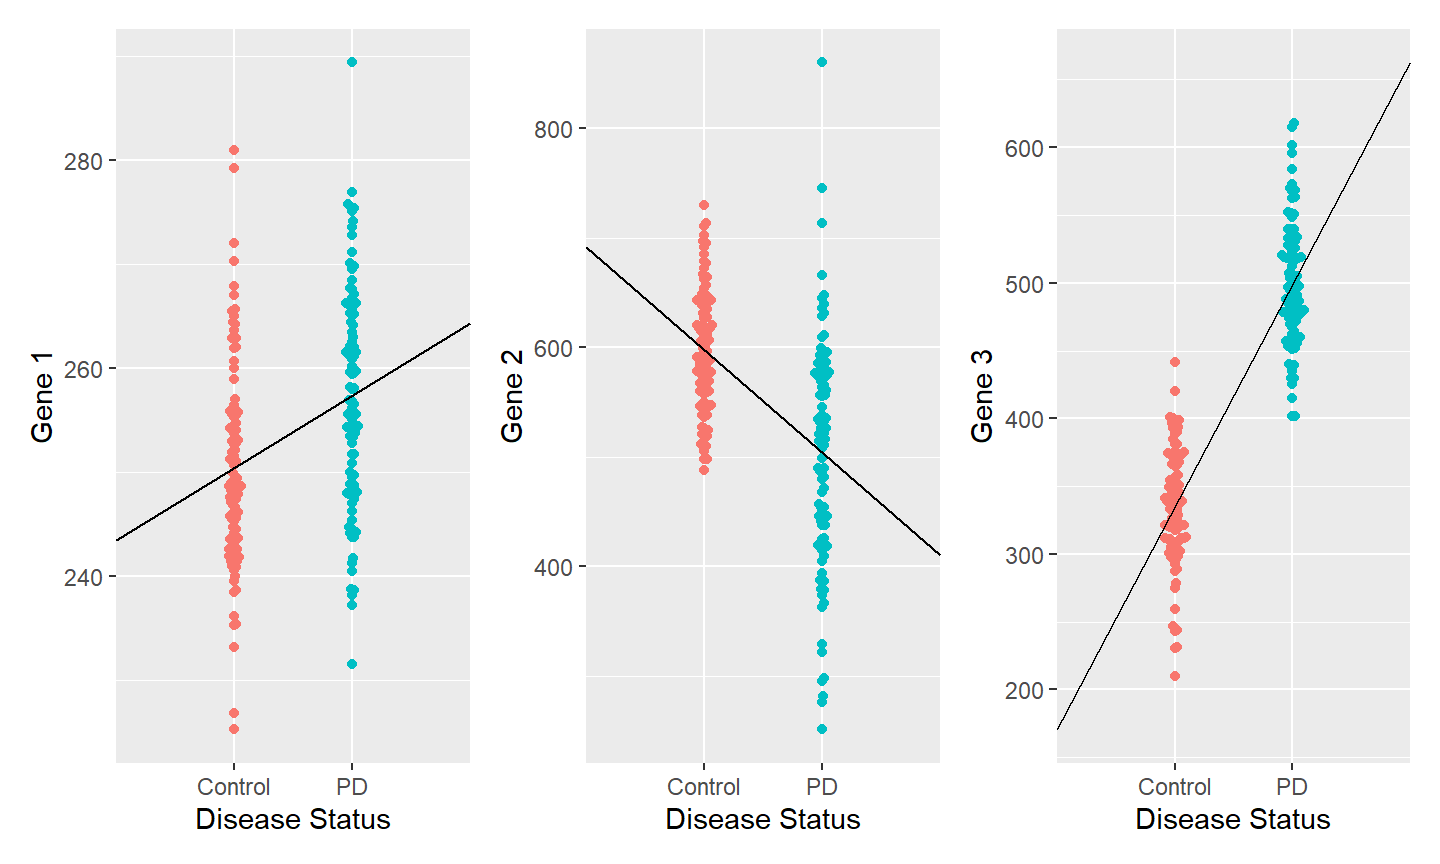 Gene 1
280
260
240
Control PD
Disease Status
Gene 2
800
600
400
Control PD
Disease Status
Gene 3
600
500
400
300
200
Control PD
Disease Status